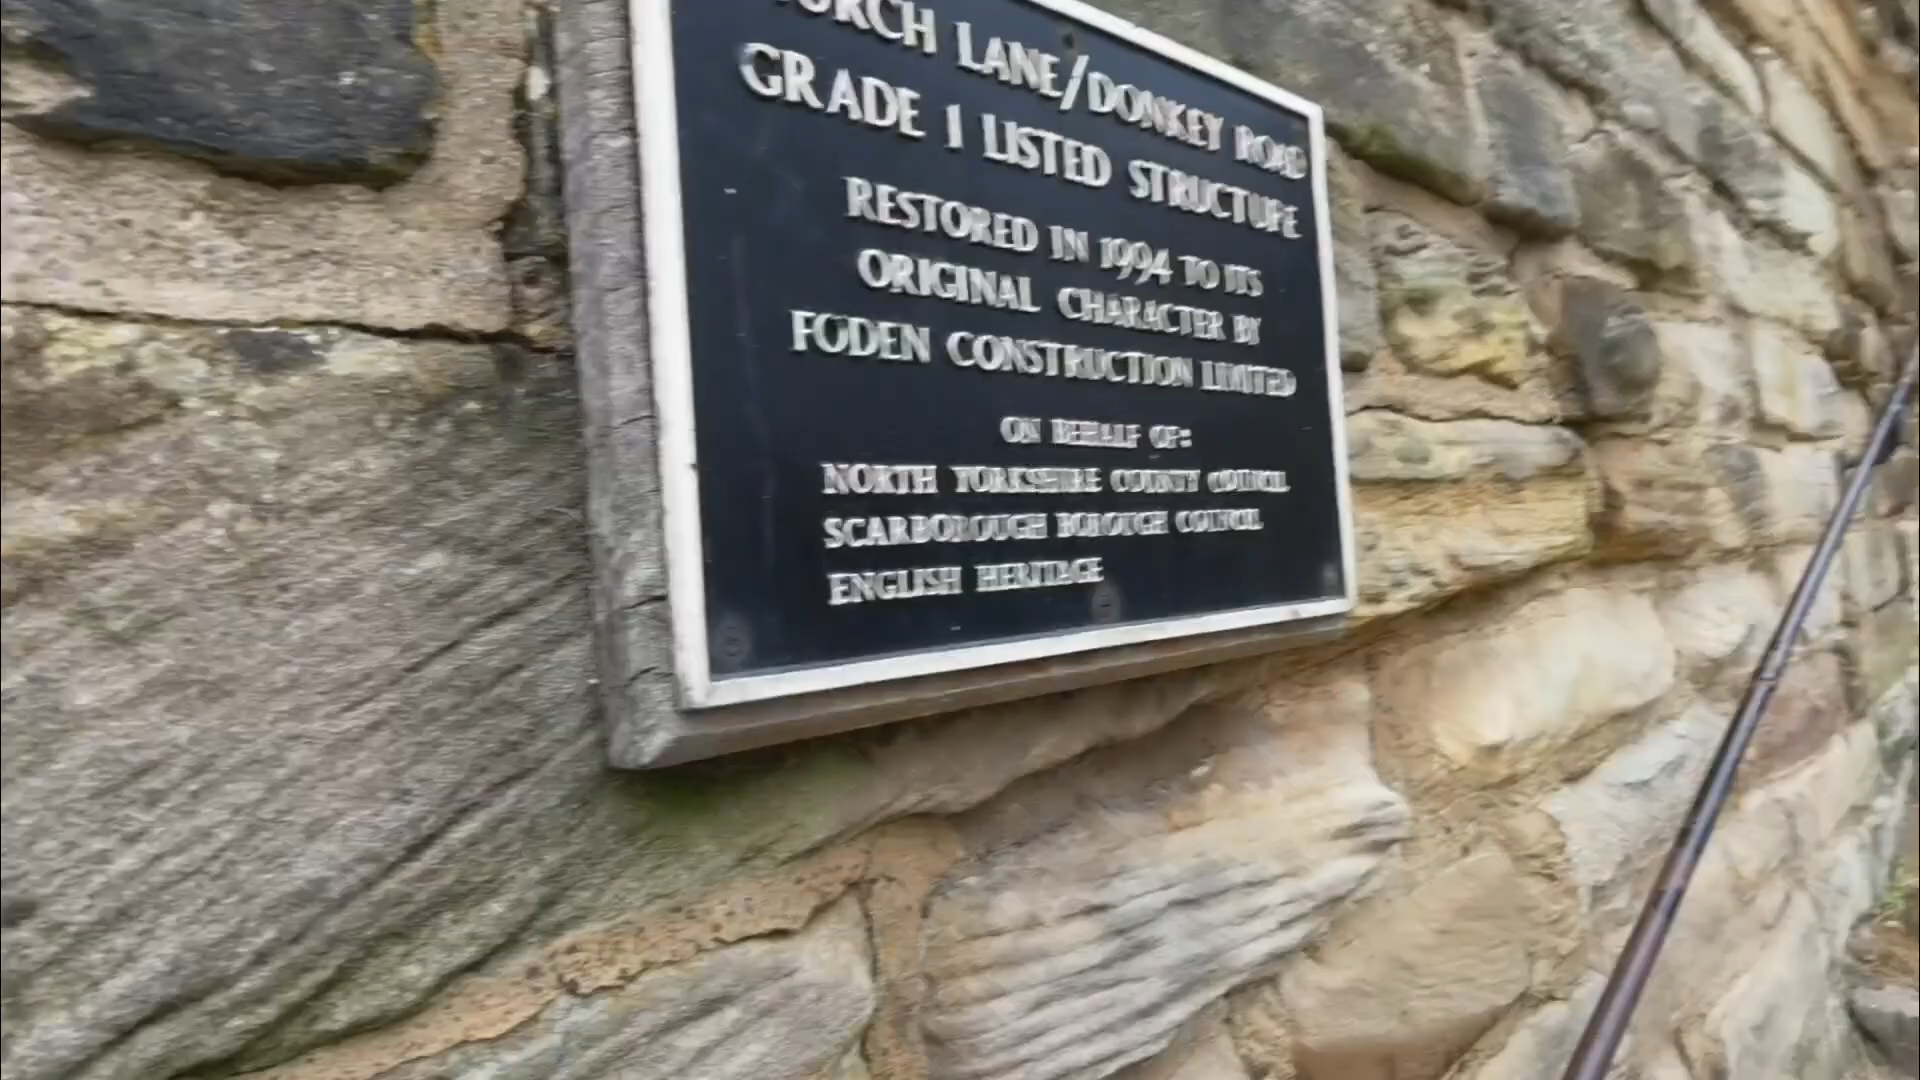 LANE/DONKEY ROAD
GRADE 1 LISTED STRUCTURE
RESTORED IN 1994 TO ITS
ORIGINAL CHARACTER BY
FODEN CONSTRUCTION LIMITED
ON BEHALF OF:
NORTH YORKSHIRE COUNTY COUNCIL
SCARBOROUGH BOROUGH COUNCIL
ENGLISH HERITAGE